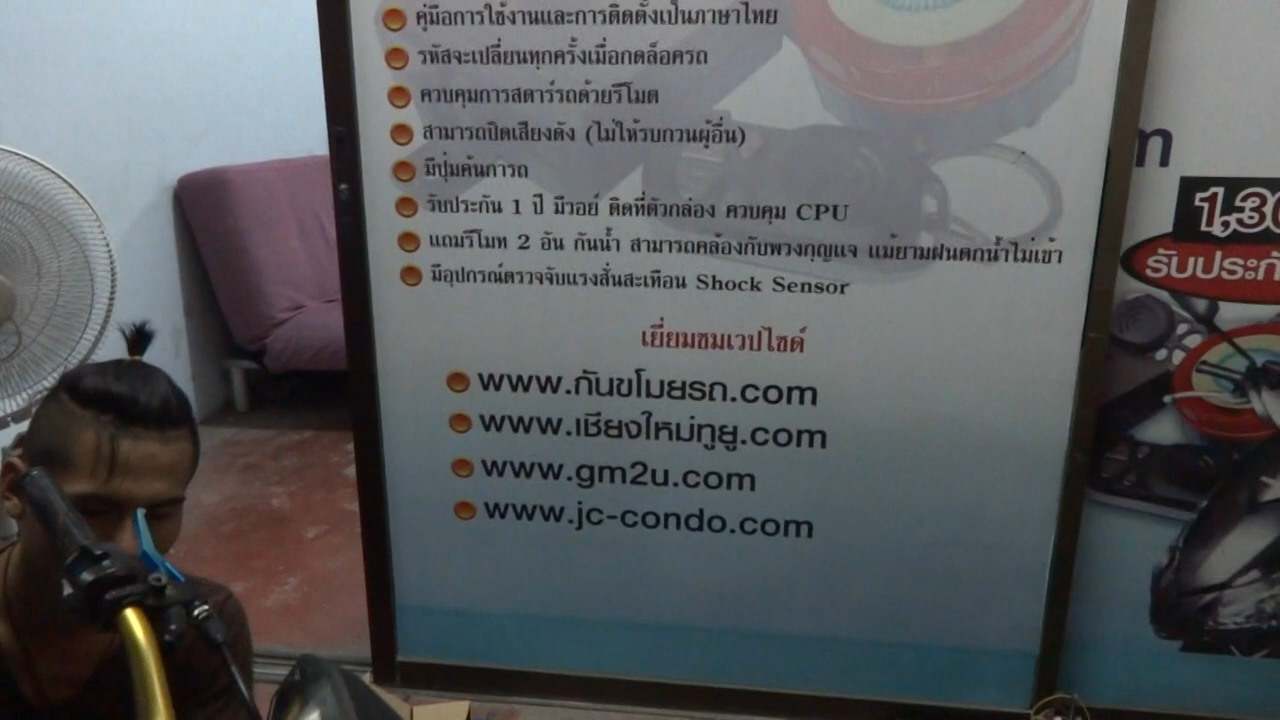 คู่มือการใช้งานและการติดตั้งเป็นภาษาไทย
รหัสจะเปลี่ยนทุกครั้งเมื่อกดล็อครถ
ควบคุมการสตาร์รถด้วยรีโมต
สามารถปิดเสียงดัง (ไม่ให้รบกวนผู้อื่น)
มีปุ่มค้นการถ
รับประกัน 1 ปี มีวอย์ ติดที่ตัวกล่อง ควบคุม CPU
แถมรีโมท 2 อัน กันน้ำ สามารถคล้องกับพวงกุญแจ แม้ยามฝนตกน้ำไม่เข้า
มีอุปกรณ์ตรวจจับแรงสั่นสะเทือน Shock Sensor
เยี่ยมชมเวปไซด์
www.กันขโมยรถ.com
www.เชียงใหม่ทูยู.com
www.gm2u.com
www.jc-condo.com
m
1,30
รับประกั